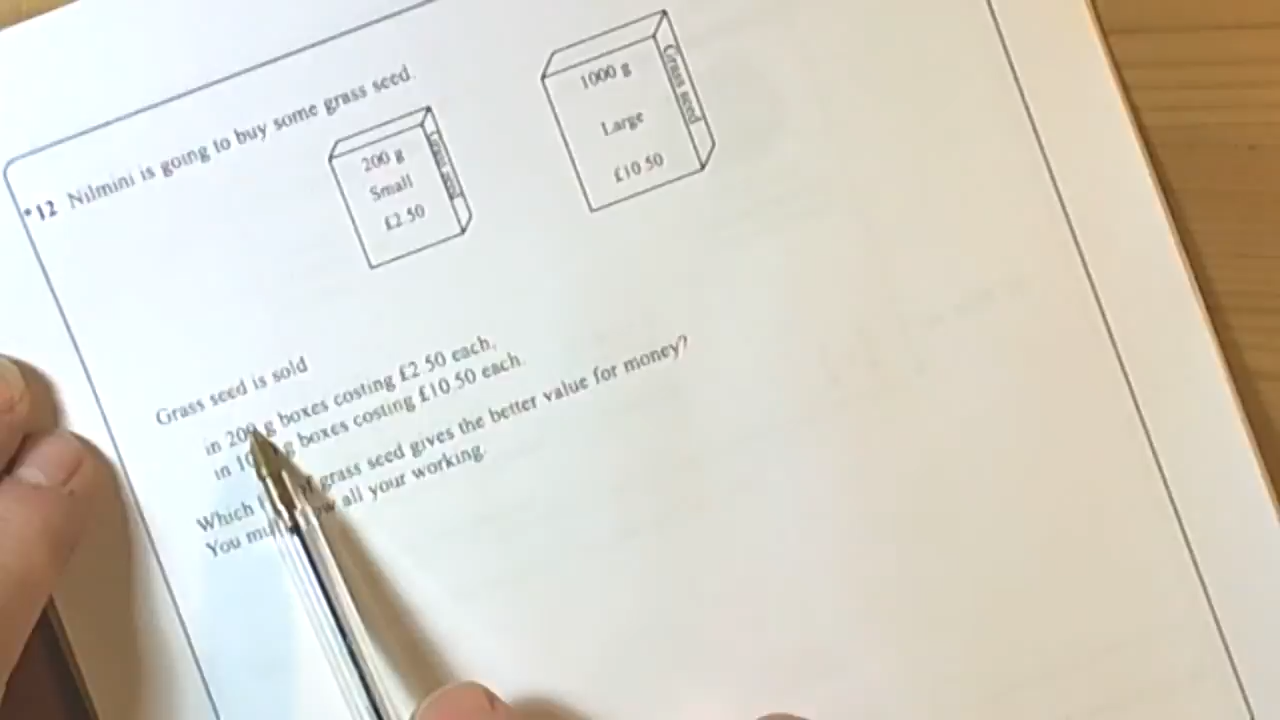 *12 Nilmini is going to buy some grass seed.
200 g
Small
£2.50
Grass seed
1000 g
Large
£10.50
Grass seed
Grass seed is sold
in 200 g boxes costing £2.50 each,
in g boxes costing £10.50 each.
Which grass seed gives the better value for money?
You all your working.